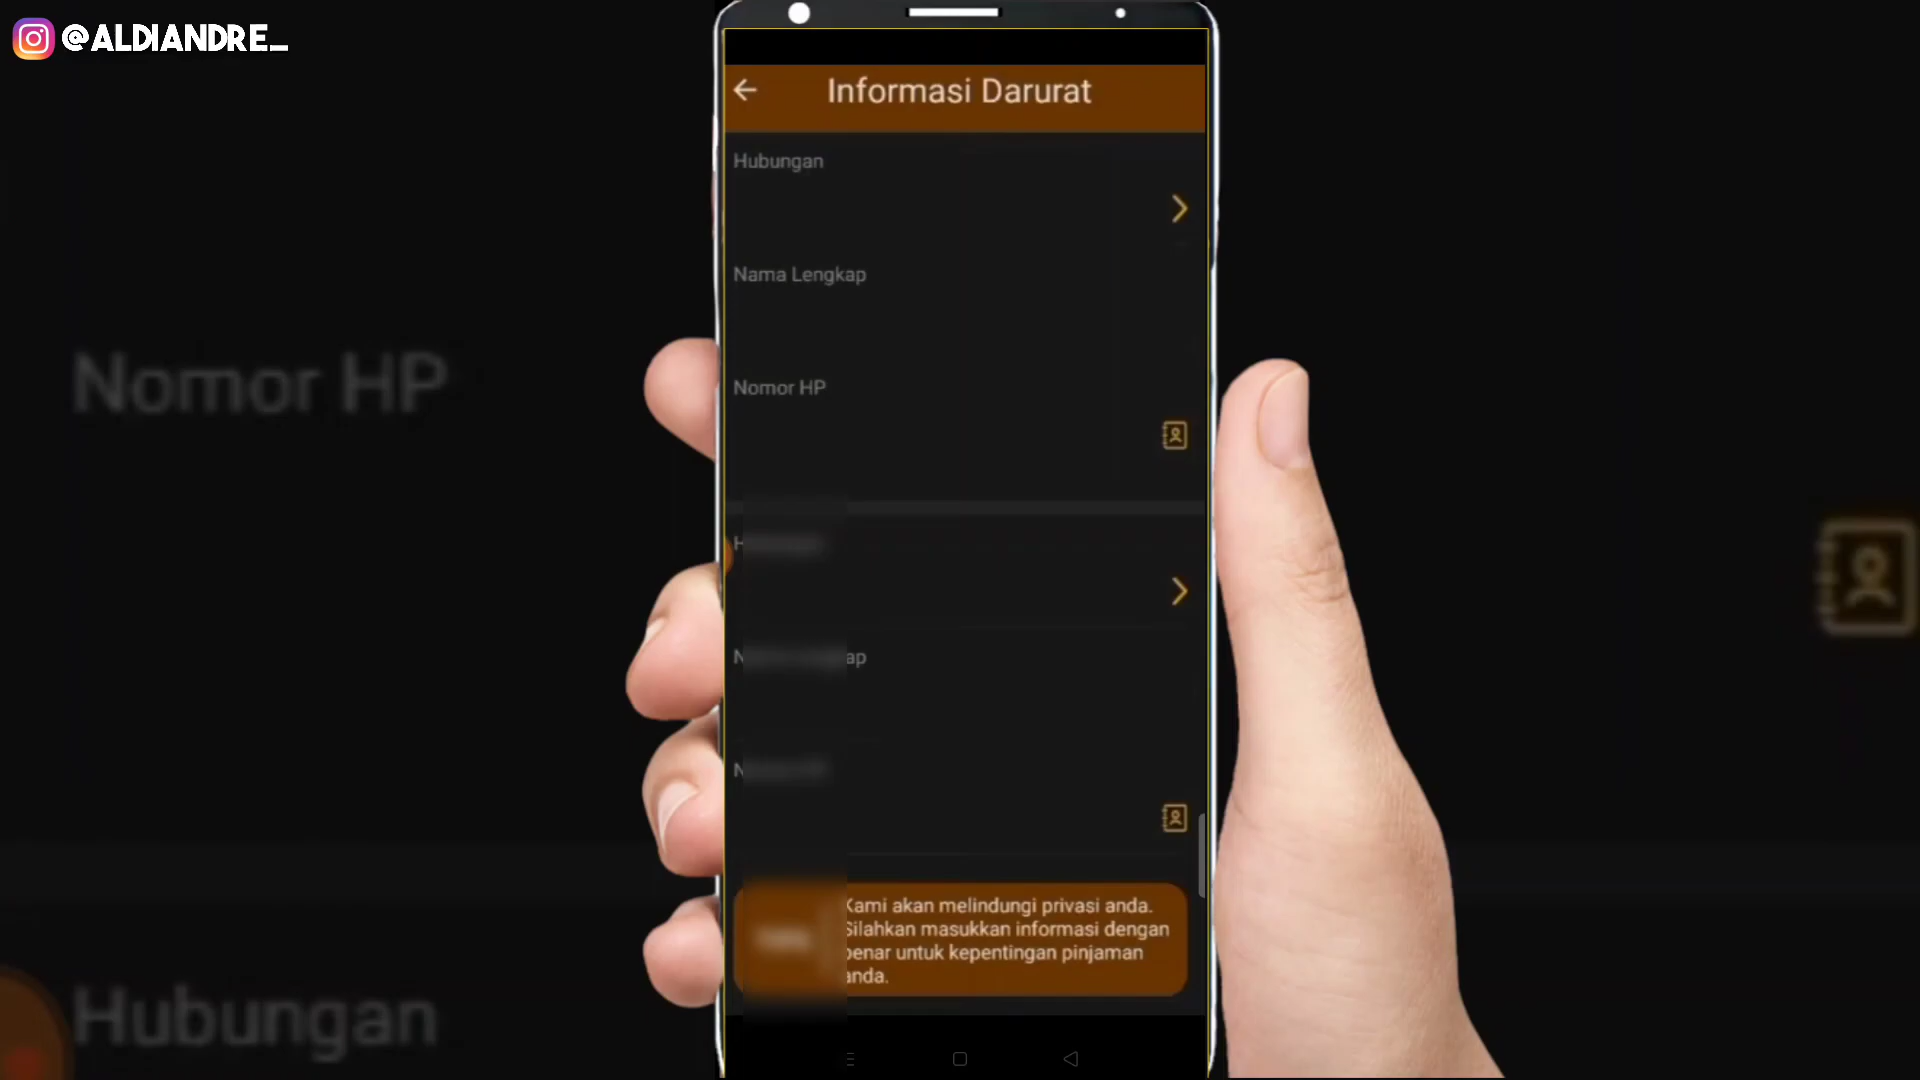 @ALDIANDRE_
Informasi Darurat
Hubungan
Nama Lengkap
Nomor HP
Nomor HP
Kami akan melindungi privasi anda.
Silahkan masukkan informasi dengan
benar untuk kepentingan pinjaman
anda.
Hubungan